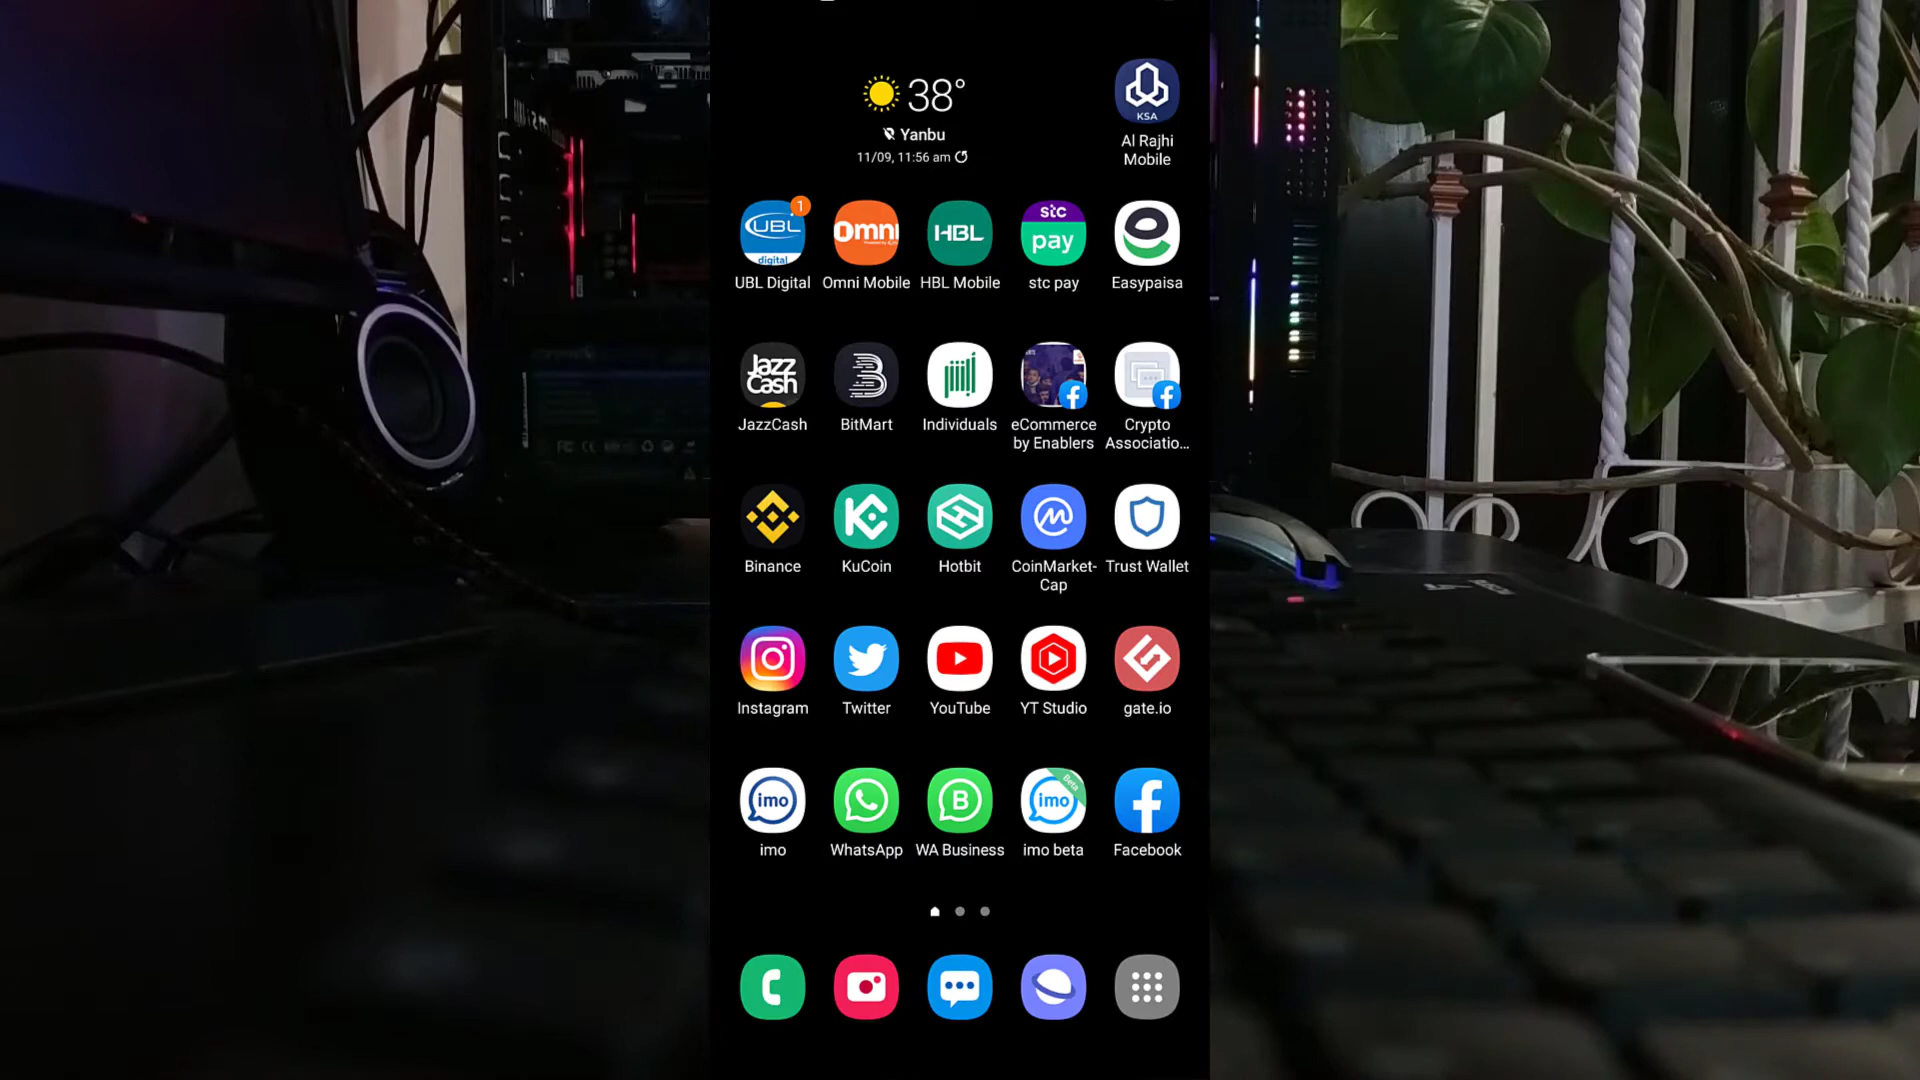 38°
Yanbu
11/09, 11:56 am
KSA
Al Rajhi
Mobile
1
UBL
digital
Omni
HBL
stc
pay
UBL Digital
Omni Mobile
HBL Mobile
stc pay
Easypaisa
Jazz
Cash
JazzCash
BitMart
Individuals
eCommerce
by Enablers
Crypto
Associatio...
Binance
KuCoin
Hotbit
CoinMarket-
Cap
Trust Wallet
Instagram
Twitter
YouTube
YT Studio
gate.io
imo
B
imo
Beta
imo
WhatsApp
WA Business
imo beta
Facebook